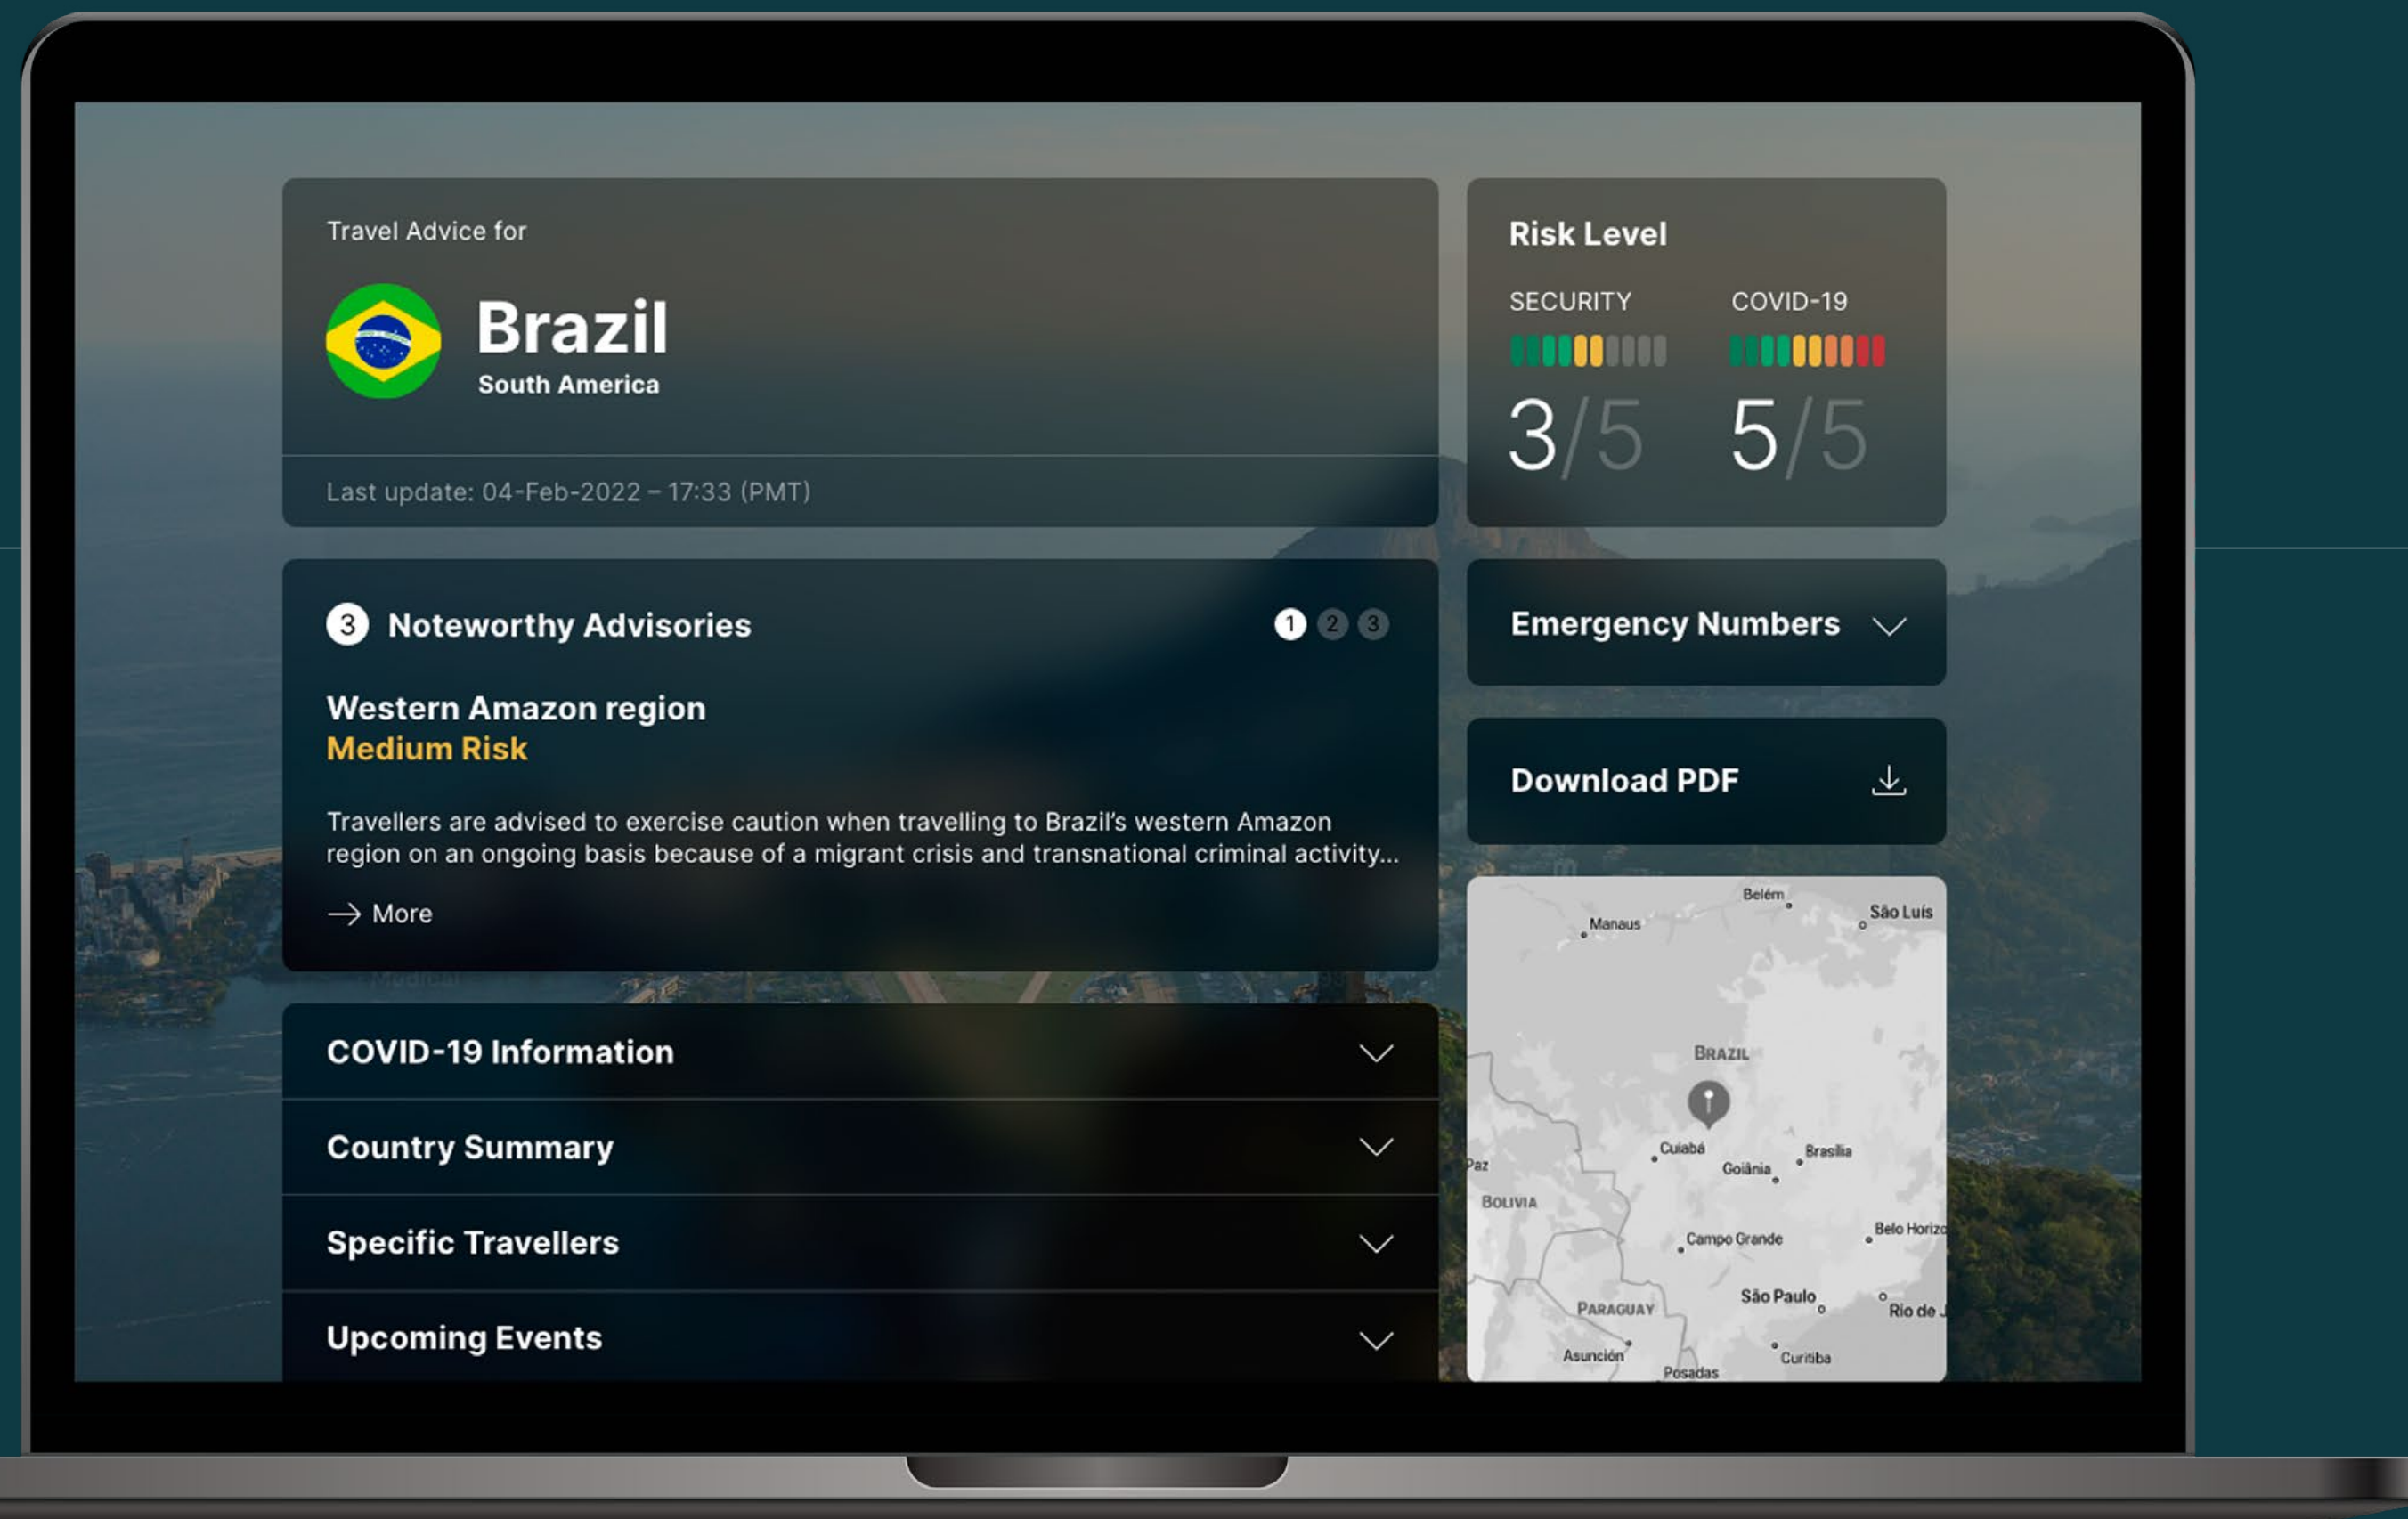 Travel Advice for
Brazil
South America
Last update: 04-Feb-2022 – 17:33 (PMT)
Risk Level
SECURITY
COVID-19
3/5
5/5
3 Noteworthy Advisories
1 2 3
Western Amazon region
Medium Risk
Travellers are advised to exercise caution when travelling to Brazil’s western Amazon
region on an ongoing basis because of a migrant crisis and transnational criminal activity...
→ More
Emergency Numbers
Download PDF
COVID-19 Information
Country Summary
Specific Travellers
Upcoming Events
Belém
São Luís
Manaus
BRAZIL
Cuiabá
Brasília
Paz
Goiânia
BOLIVIA
Belo Horizo
Campo Grande
São Paulo
PARAGUAY
Rio de J
Asunción
Curitiba
Posadas